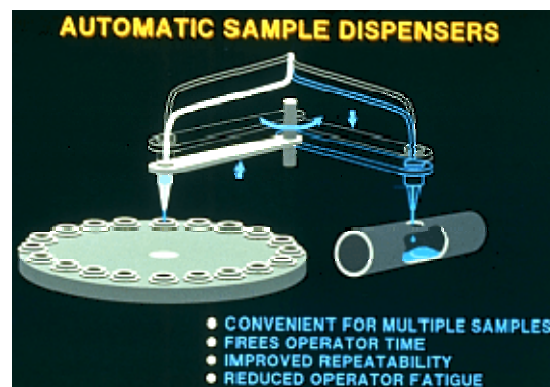 AUTOMATIC SAMPLE DISPENSERS
CONVENIENT FOR MULTIPLE SAMPLES
FREES OPERATOR TIME
IMPROVED REPEATABILITY
REDUCED OPERATOR FATIGUE